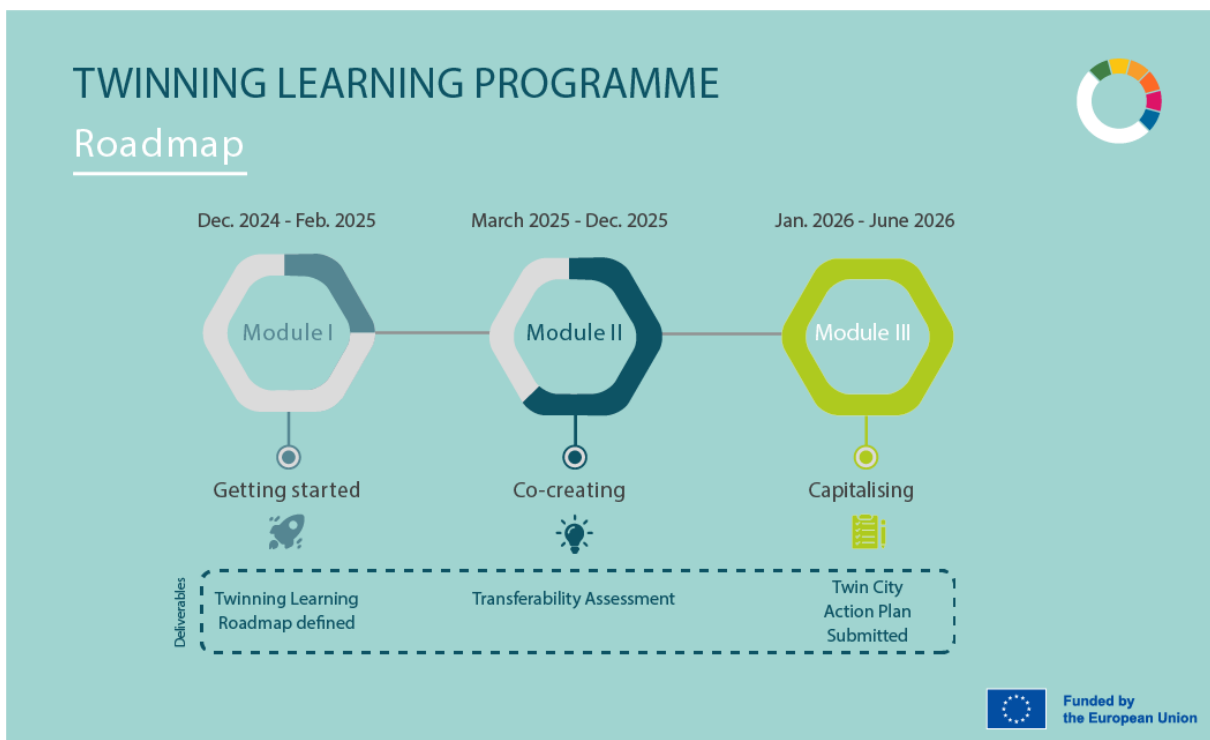 TWINNING LEARNING PROGRAMME
Roadmap
Dec. 2024 - Feb. 2025
March 2025 - Dec. 2025
Jan. 2026 - June 2026
Module I
Module II
Module III
Getting started
Co-creating
Capitalising
Deliverables
Twinning Learning
Roadmap defined
Transferability Assessment
Twin City
Action Plan
Submitted
Funded by
the European Union